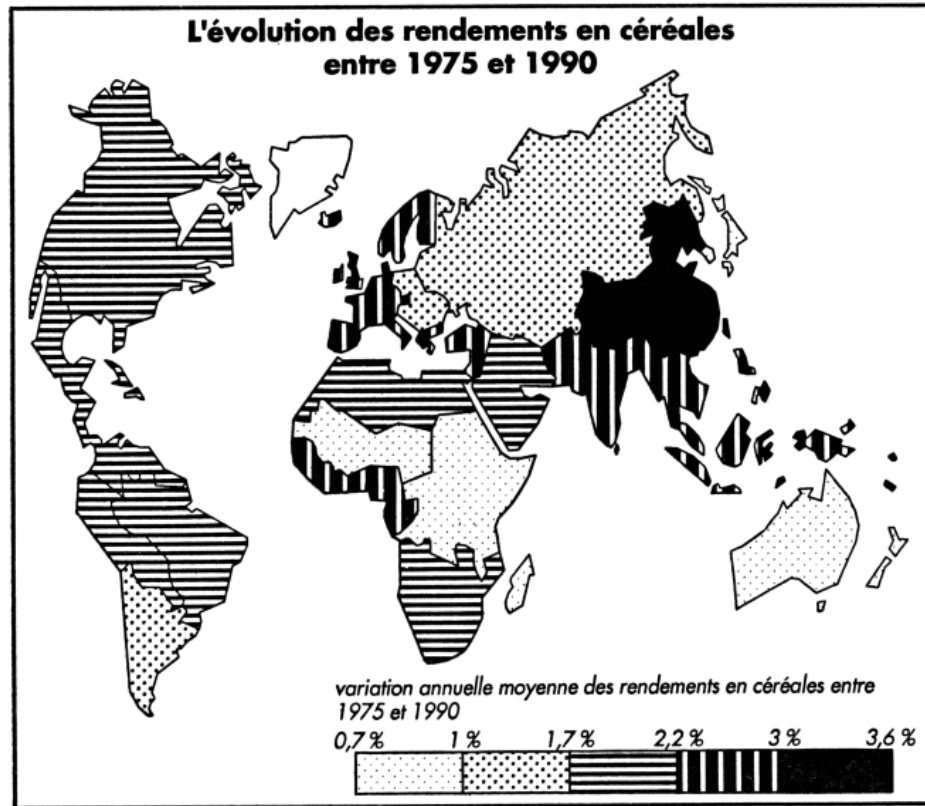 L'évolution des rendements en céréales
entre 1975 et 1990
variation annuelle moyenne des rendements en céréales entre
1975 et 1990
0,7 % 1 % 1,7 % 2,2 % 3 % 3,6 %